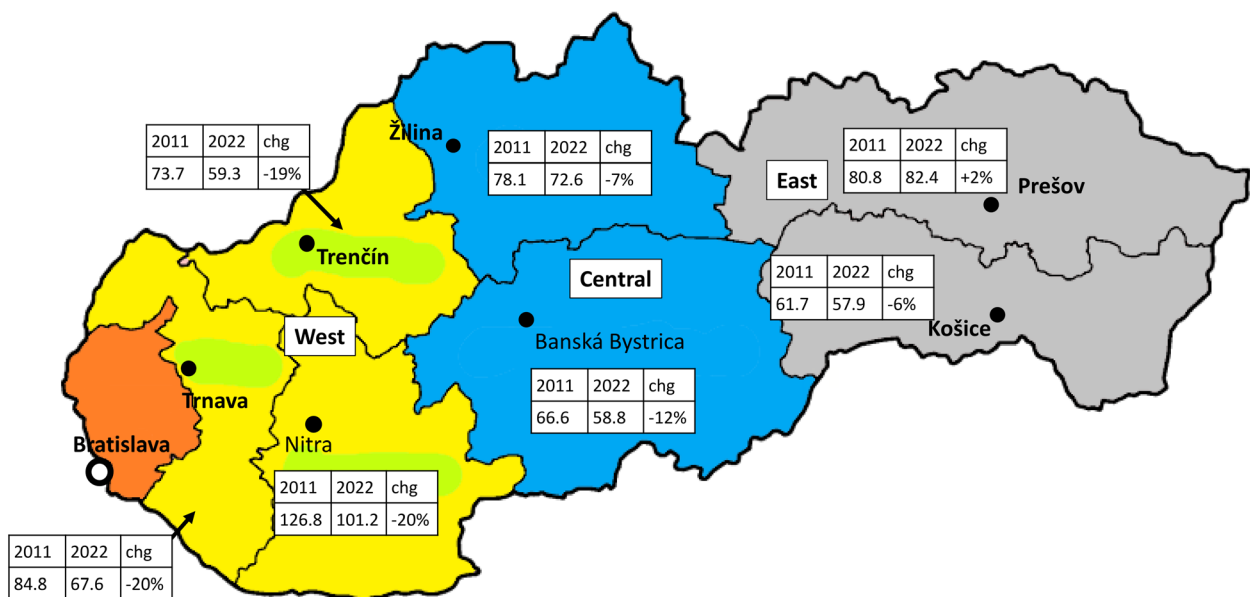 Žilina
2011 2022 chg
73.7 59.3 -19%
2011 2022 chg
78.1 72.6 -7%
2011 2022 chg
80.8 82.4 +2%
East
Prešov
Trenčín
Central
2011 2022 chg
61.7 57.9 -6%
Košice
West
Banská Bystrica
2011 2022 chg
66.6 58.8 -12%
Trnava
Bratislava
Nitra
2011 2022 chg
126.8 101.2 -20%
2011 2022 chg
84.8 67.6 -20%